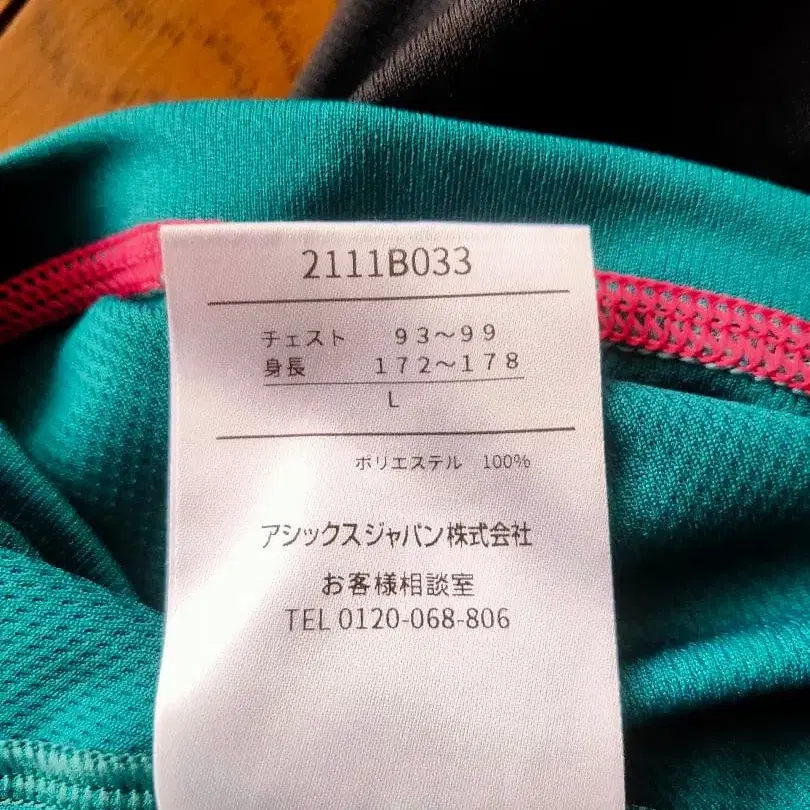 2111B033
チェスト 93〜99
身長 172〜178
L
ポリエステル 100%
アシックスジャパン株式会社
お客様相談室
TEL 0120-068-806